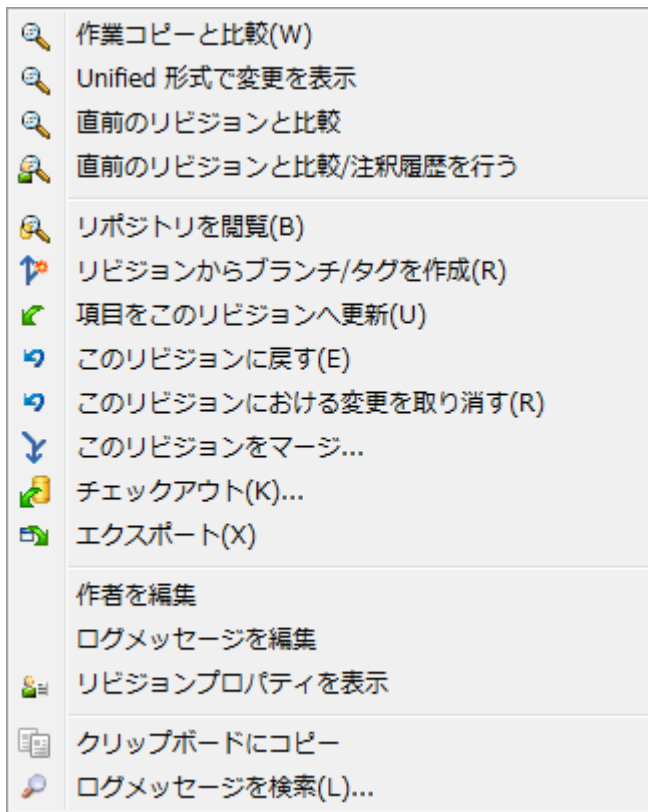 作業コピーと比較(W)
Unified 形式で変更を表示
直前のリビジョンと比較
直前のリビジョンと比較/注釈履歴を行う
リポジトリを閲覧(B)
リビジョンからブランチ/タグを作成(R)
項目をこのリビジョンへ更新(U)
このリビジョンに戻す(E)
このリビジョンにおける変更を取り消す(R)
このリビジョンをマージ...
チェックアウト(K)...
エクスポート(X)
作者を編集
ログメッセージを編集
リビジョンプロパティを表示
クリップボードにコピー
ログメッセージを検索(L)...